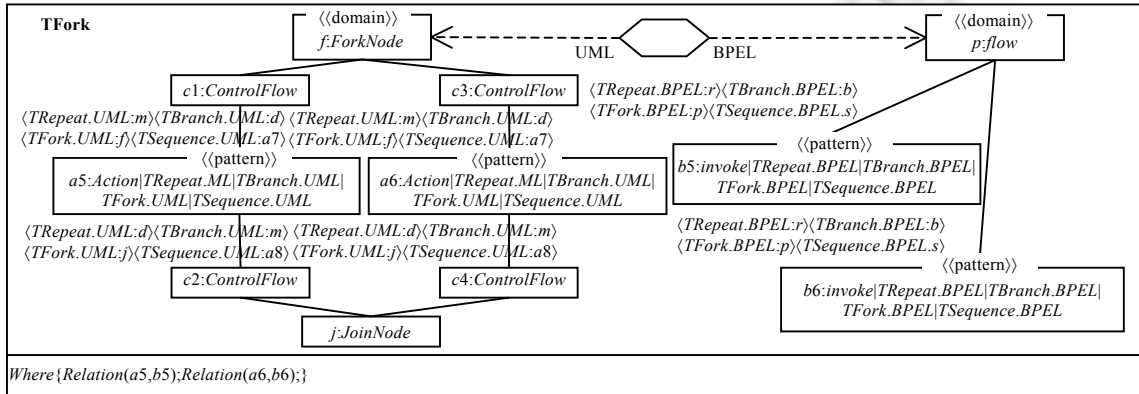 TFork
⟨⟨domain⟩⟩
f:ForkNode
UML
BPEL
⟨⟨domain⟩⟩
p:flow
c1:ControlFlow
c3:ControlFlow
⟨TRepeat.UML:m⟩⟨TBranch.UML:d⟩
⟨TFork.UML:f⟩⟨TSequence.UML:a7⟩
⟨TRepeat.UML:m⟩⟨TBranch.UML:d⟩
⟨TFork.UML:f⟩⟨TSequence.UML:a7⟩
⟨TRepeat.BPEL:r⟩⟨TBranch.BPEL:b⟩
⟨TFork.BPEL:p⟩⟨TSequence.BPEL.s⟩
⟨⟨pattern⟩⟩
a5:Action|TRepeat.ML|TBranch.UML|
TFork.UML|TSequence.UML
⟨⟨pattern⟩⟩
a6:Action|TRepeat.ML|TBranch.UML|
TFork.UML|TSequence.UML
⟨⟨pattern⟩⟩
b5:invoke|TRepeat.BPEL|TBranch.BPEL|
TFork.BPEL|TSequence.BPEL
⟨TRepeat.UML:d⟩⟨TBranch.UML:m⟩
⟨TFork.UML:j⟩⟨TSequence.UML:a8⟩
⟨TRepeat.UML:d⟩⟨TBranch.UML:m⟩
⟨TFork.UML:j⟩⟨TSequence.UML:a8⟩
⟨TRepeat.BPEL:r⟩⟨TBranch.BPEL:b⟩
⟨TFork.BPEL:p⟩⟨TSequence.BPEL.s⟩
c2:ControlFlow
c4:ControlFlow
⟨⟨pattern⟩⟩
b6:invoke|TRepeat.BPEL|TBranch.BPEL|
TFork.BPEL|TSequence.BPEL
j:JoinNode
Where{Relation(a5,b5);Relation(a6,b6);}